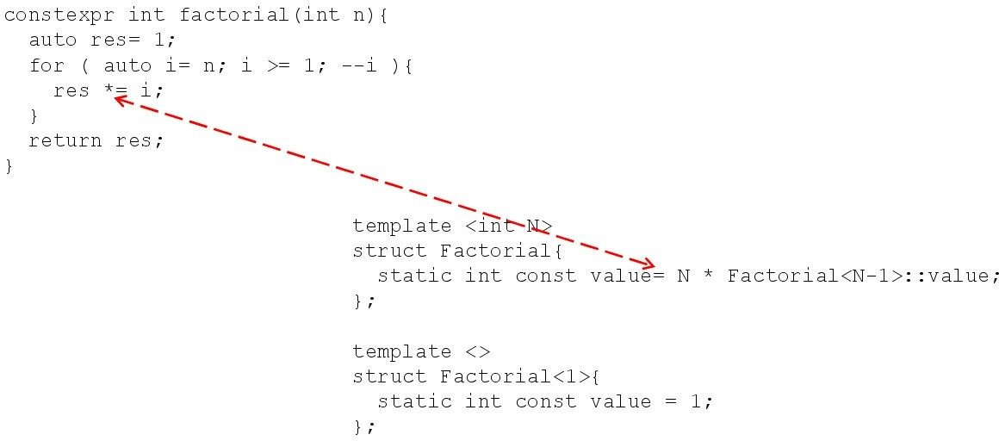 constexpr int factorial(int n){
  auto res= 1;
  for ( auto i= n; i >= 1; --i ){
    res *= i;
  }
  return res;
}
template <int N>
struct Factorial{
  static int const value= N * Factorial<N-1>::value;
};
template <>
struct Factorial<1>{
  static int const value = 1;
};